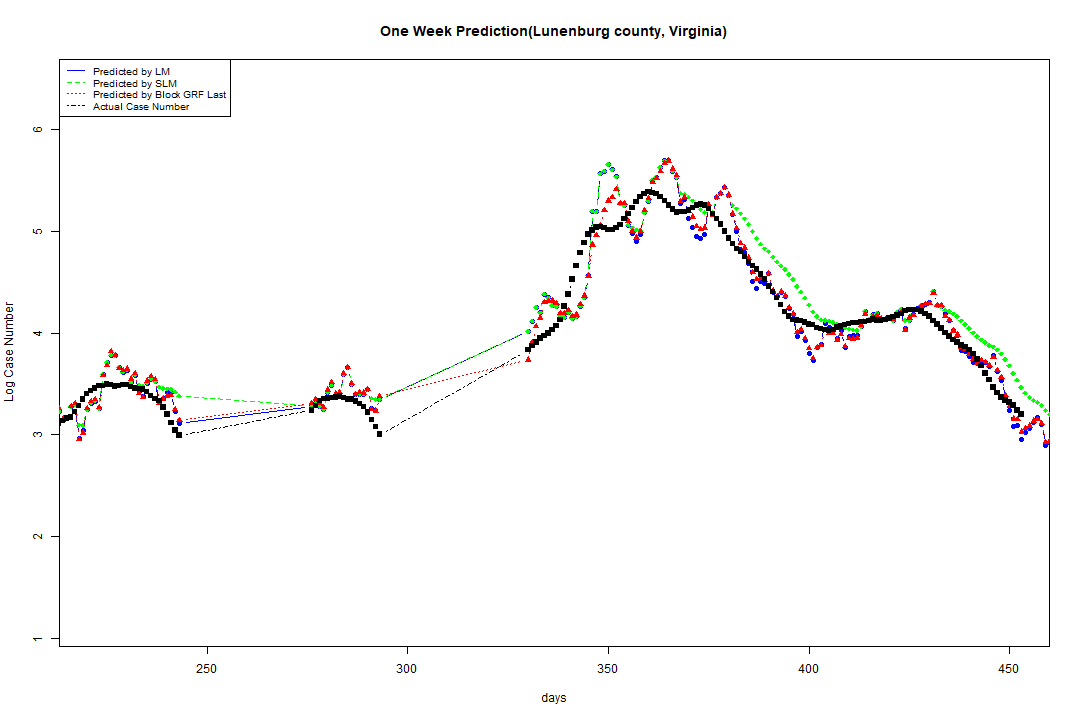 One Week Prediction(Lunenburg county, Virginia)
Predicted by LM
Predicted by SLM
Predicted by Block GRF Last
Actual Case Number
Log Case Number
6
5
4
3
2
1
250
300
350
400
450
days